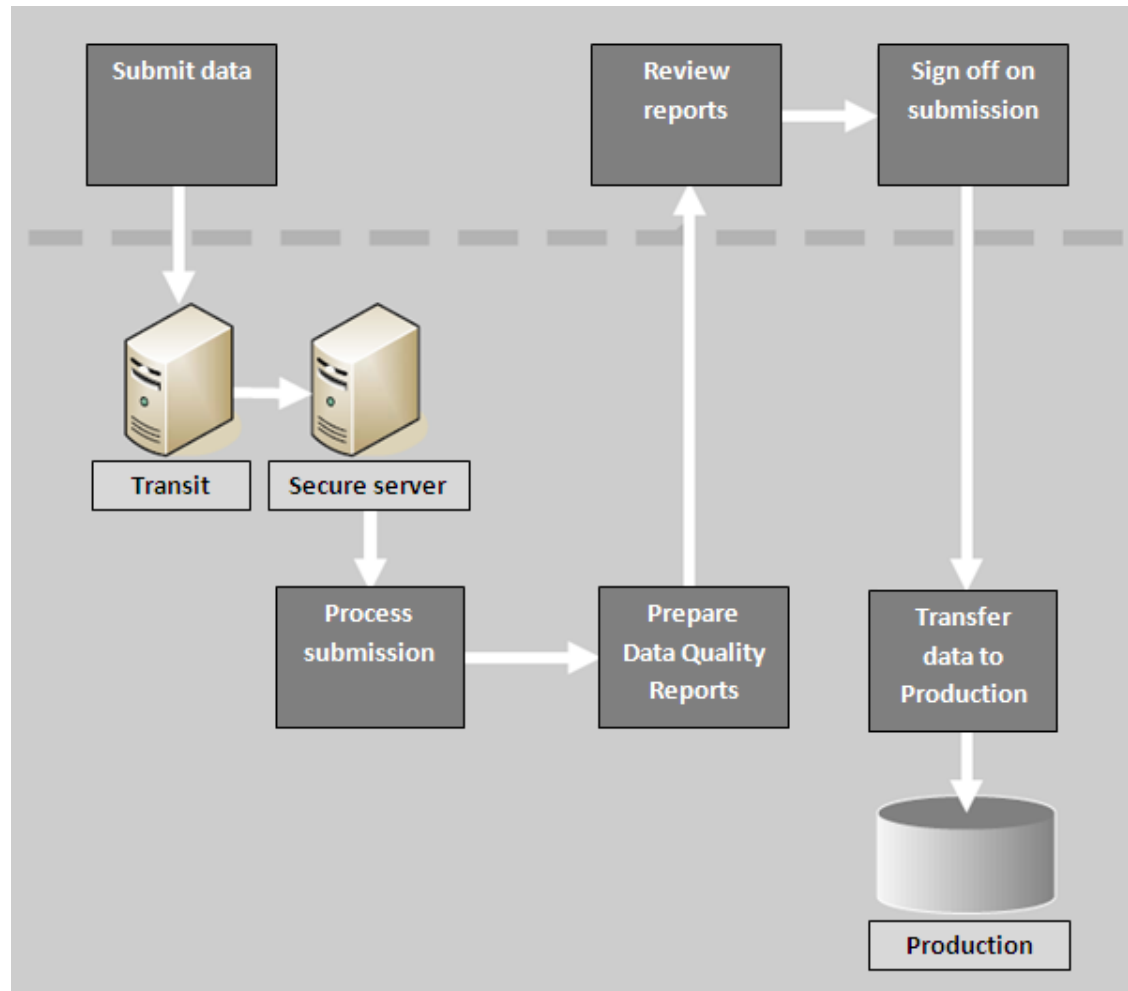 Submit data
Review
reports
Sign off on
submission
Transit
Secure server
Process
submission
Prepare
Data Quality
Reports
Transfer
data to
Production
Production